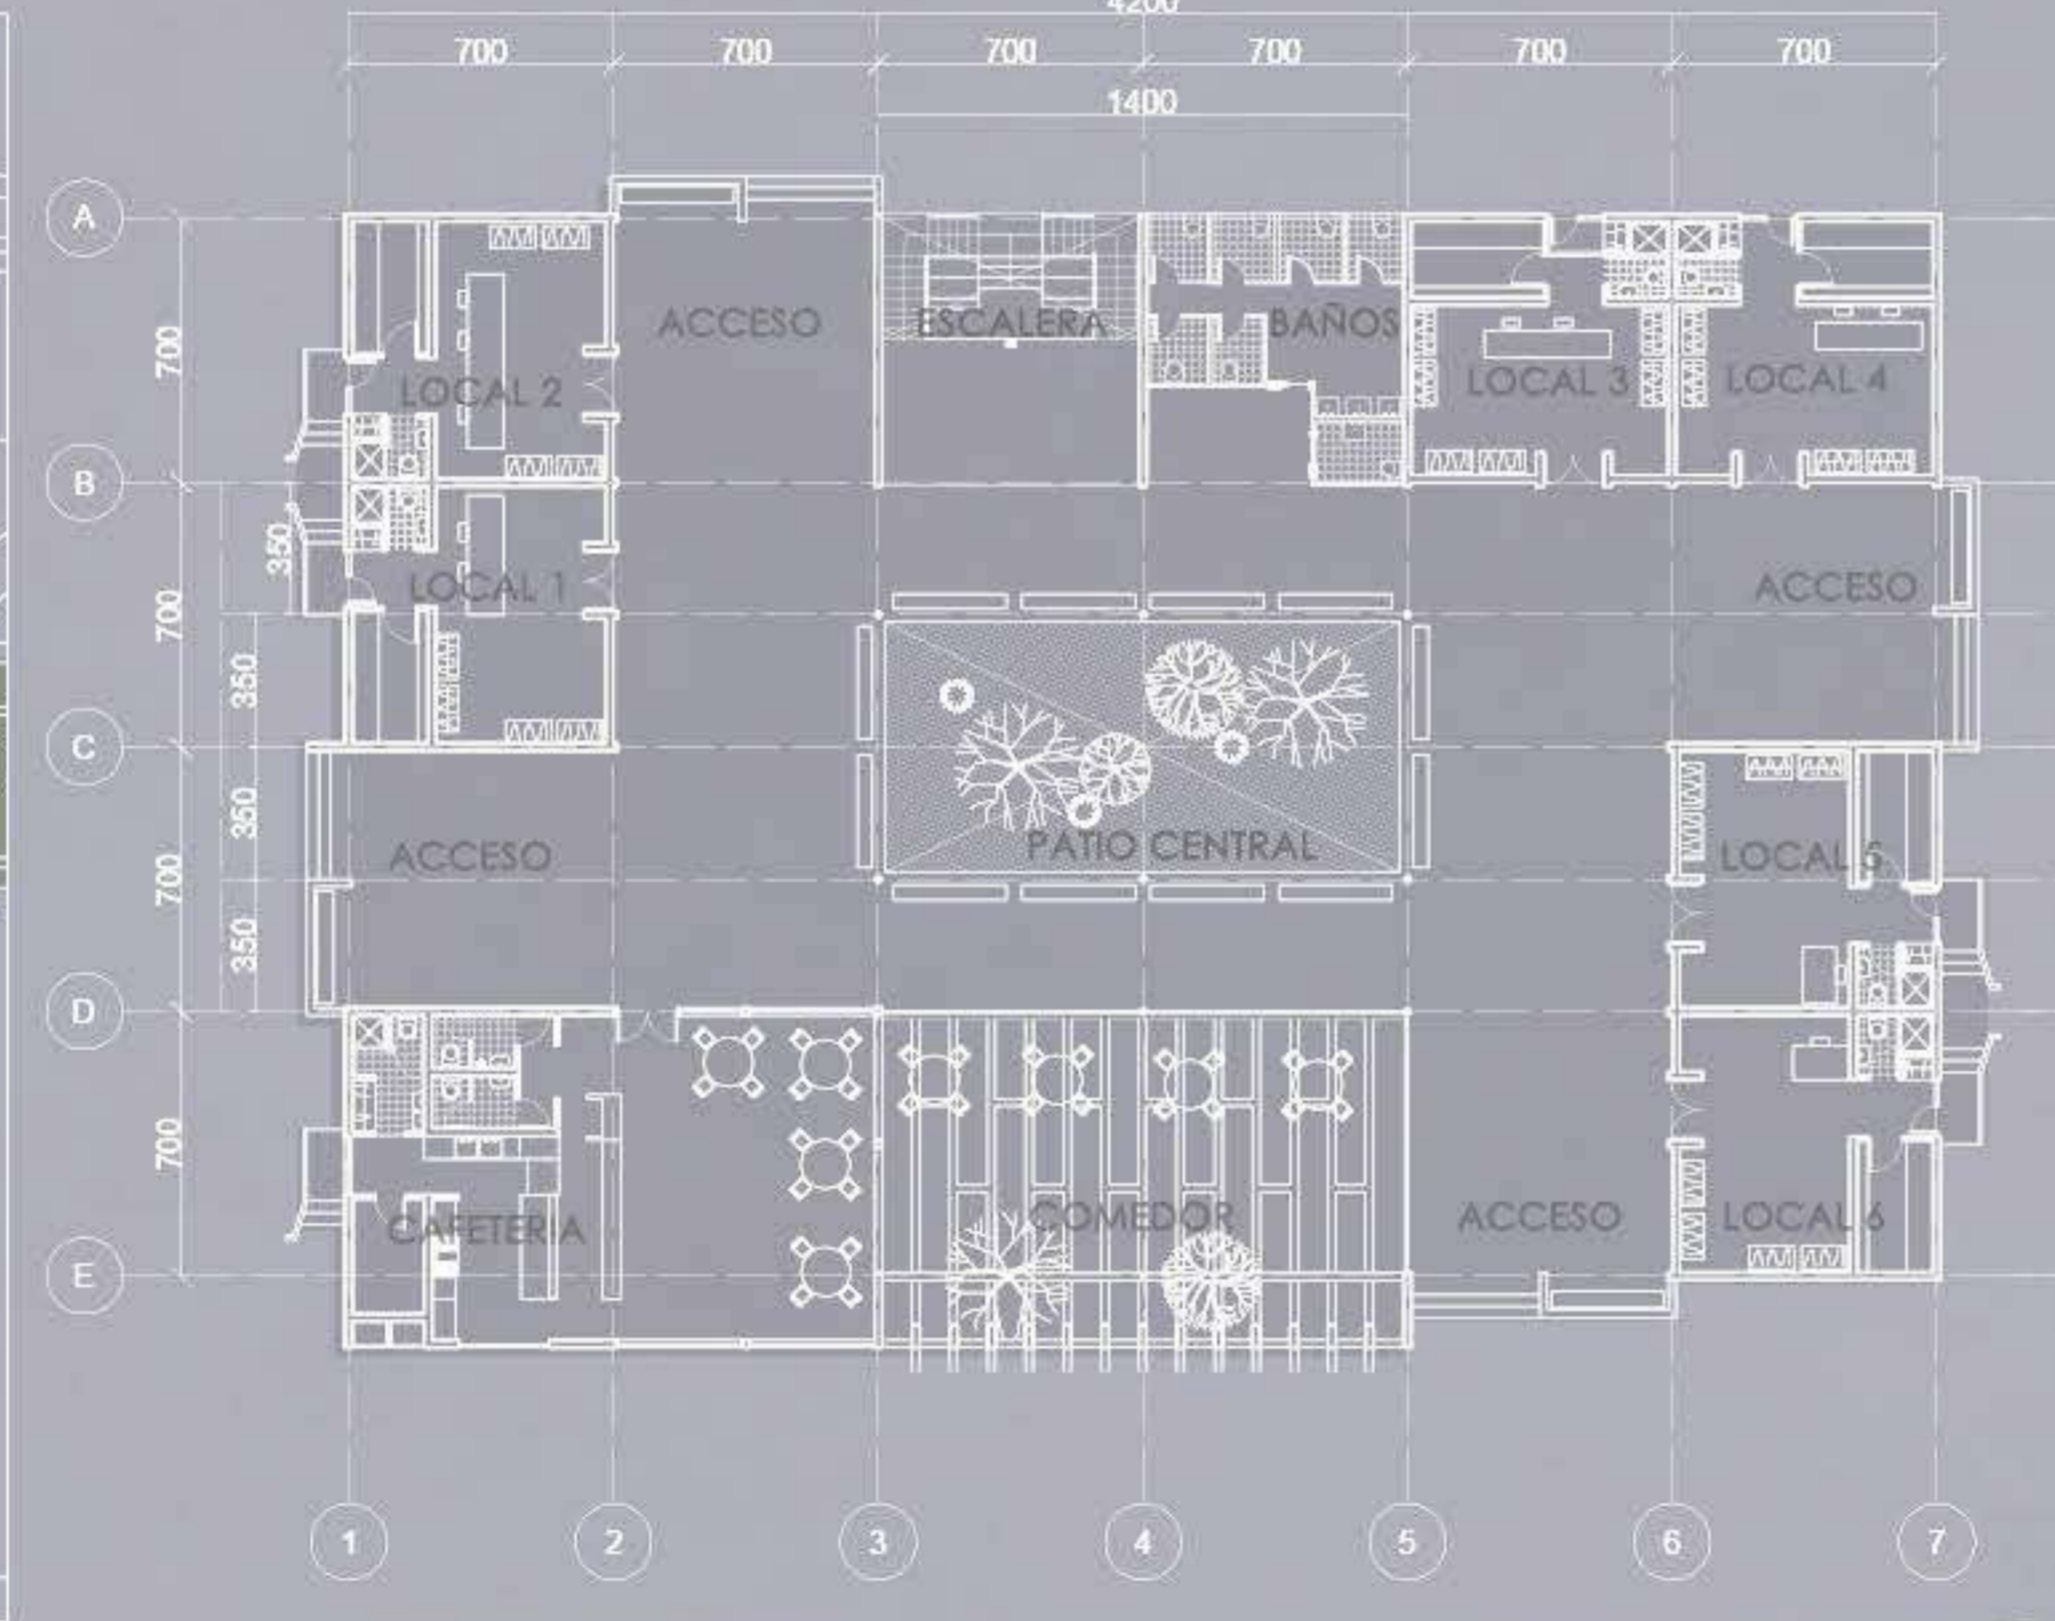 4200
700 700 700 700 700 700
1400
A
ACCESO
ESCALERA
BAÑOS
700
LOCAL 2
LOCAL 3
LOCAL 4
B
350
LOCAL 1
ACCESO
700
350
PATIO CENTRAL
C
350
ACCESO
LOCAL 5
700
350
D
700
CAFETERIA
COMEDOR
ACCESO
LOCAL 6
E
1 2 3 4 5 6 7